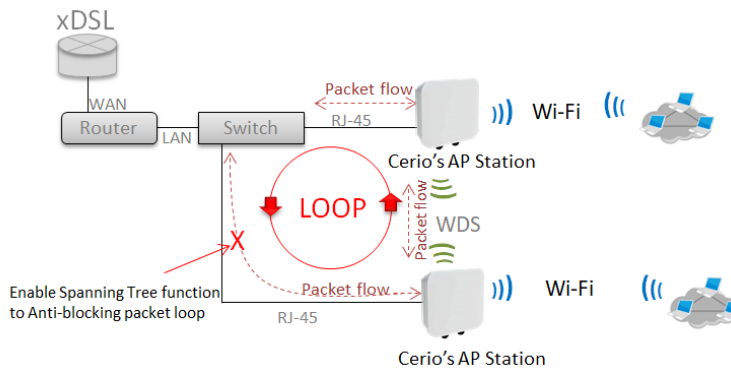 xDSL
WAN
Router
LAN
Switch
Packet flow
RJ-45
Wi-Fi
Cerio's AP Station
LOOP
Packet flow
WDS
X
Enable Spanning Tree function
to Anti-blocking packet loop
Packet flow
RJ-45
Wi-Fi
Cerio's AP Station